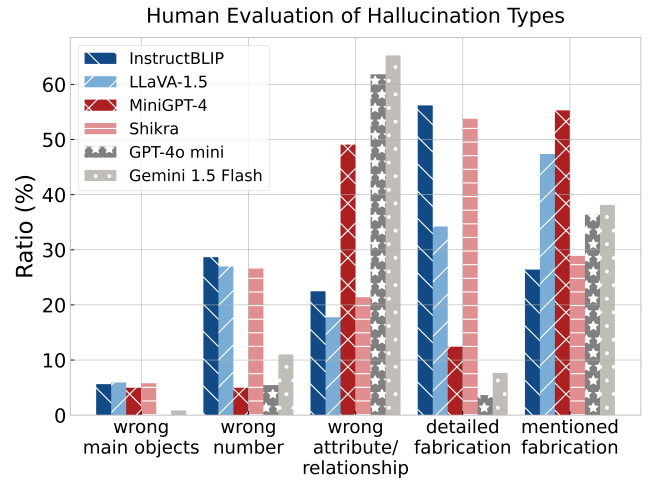 Human Evaluation of Hallucination Types
Ratio (%)
60
50
40
30
20
10
0
InstructBLIP
LLaVA-1.5
MiniGPT-4
Shikra
GPT-4o mini
Gemini 1.5 Flash
wrong
main objects
wrong
number
wrong
attribute/
relationship
detailed
fabrication
mentioned
fabrication